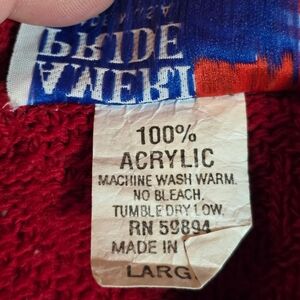 PRIDE
AMERI
100%
ACRYLIC
MACHINE WASH WARM.
NO BLEACH.
TUMBLE DRY LOW.
RN 59894
MADE IN
LARG